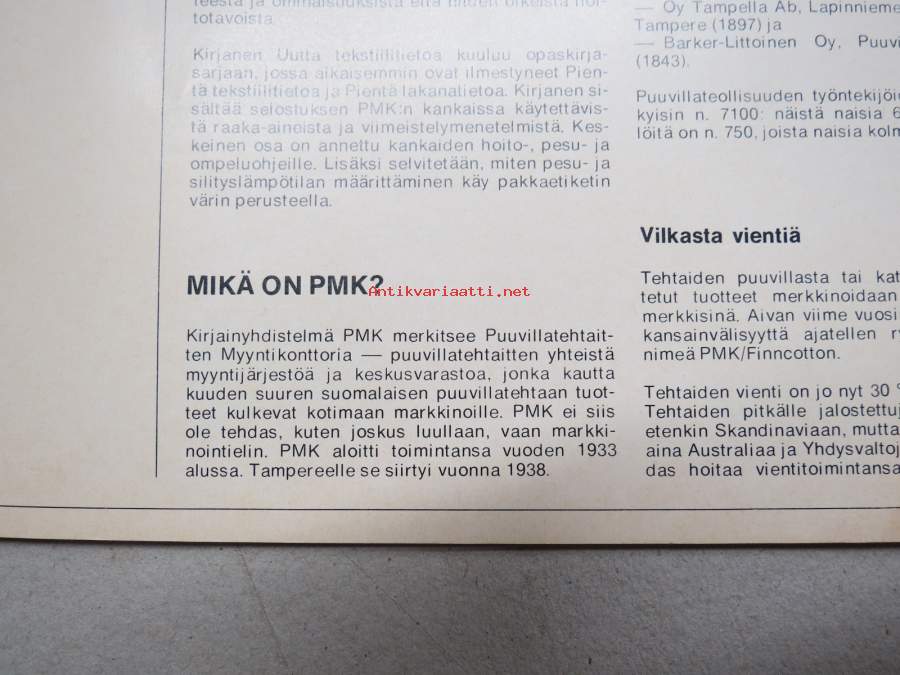 teesta ja ominaisuuksista että niiden oikeista hoi-
totavoista.
Kirjanen Uutta tekstiilitietoa kuuluu opaskirja-
sarjaan, jossa aikaisemmin ovat ilmestyneet Pien-
tä tekstiilitietoa ja Pientä lakanatietoa. Kirjanen si-
sältää selostuksen PMK:n kankaissa käytettävis-
tä raaka-aineista ja viimeistelymenetelmistä. Kes-
keinen osa on annettu kankaiden hoito-, pesu- ja
ompeluohjeille. Lisäksi selvitetään, miten pesu- ja
silityslämpötilan määrittäminen käy pakkaetiketin
värin perusteella.
MIKÄ ON PMK?
Kirjainyhdistelmä PMK merkitsee Puuvillatehtait-
ten Myyntikonttoria — puuvillatehtaitten yhteistä
myyntijärjestöä ja keskusvarastoa, jonka kautta
kuuden suuren suomalaisen puuvillatehtaan tuot-
teet kulkevat kotimaan markkinoille. PMK ei siis
ole tehdas, kuten joskus luullaan, vaan markki-
nointielin. PMK aloitti toimintansa vuoden 1933
alussa. Tampereelle se siirtyi vuonna 1938.
— Oy Tampella Ab, Lapinnieme
Tampere (1897) ja
— Barker-Littoinen Oy, Puuvi
(1843).
Puuvillateollisuuden työntekijöi
kyisin n. 7100: näistä naisia 6
löitä on n. 750, joista naisia kolm
Vilkasta vientiä
Tehtaiden puuvillasta tai kat
tetut tuotteet merkkinoidaan
merkkisinä. Aivan viime vuosi
kansainvälisyyttä ajatellen r
nimeä PMK/Finncotton.
Tehtaiden vienti on jo nyt 30 %
Tehtaiden pitkälle jalostettuj
etenkin Skandinaviaan, mutta
aina Australiaa ja Yhdysvaltoj
das hoitaa vientitoimintansa
Antikvariaatti.net